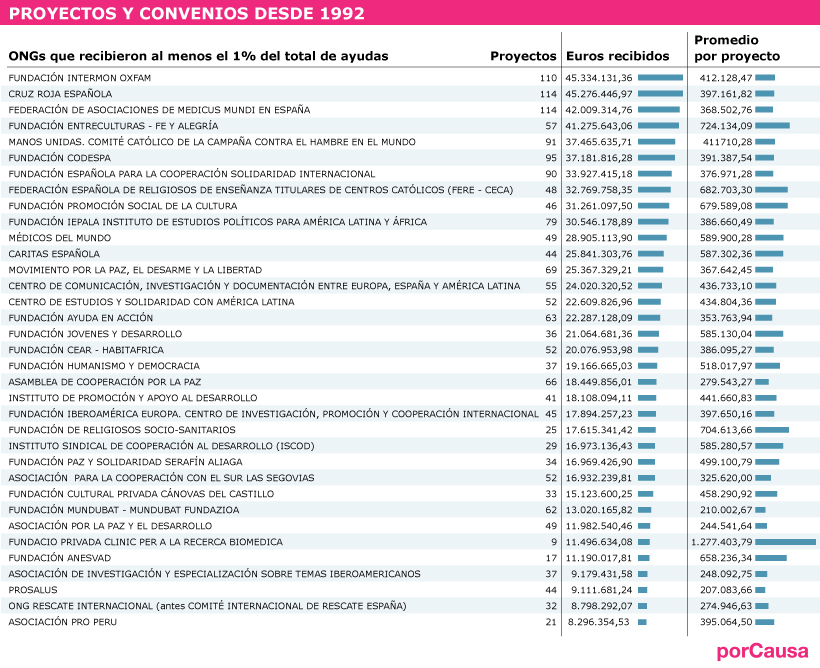 PROYECTOS Y CONVENIOS DESDE 1992
ONGs que recibieron al menos el 1% del total de ayudas Proyectos Euros recibidos Promedio por proyecto
FUNDACIÓN INTERMON OXFAM 110 45.334.131,36 412.128,47
CRUZ ROJA ESPAÑOLA 114 45.276.446,97 397.161,82
FEDERACIÓN DE ASOCIACIONES DE MEDICUS MUNDI EN ESPAÑA 114 42.009.314,76 368.502,76
FUNDACIÓN ENTRECULTURAS - FE Y ALEGRÍA 57 41.275.643,06 724.134,09
MANOS UNIDAS. COMITÉ CATÓLICO DE LA CAMPAÑA CONTRA EL HAMBRE EN EL MUNDO 91 37.465.635,71 411710,28
FUNDACIÓN CODESPA 95 37.181.816,28 391.387,54
FUNDACIÓN ESPAÑOLA PARA LA COOPERACIÓN SOLIDARIDAD INTERNACIONAL 90 33.927.415,18 376.971,28
FEDERACIÓN ESPAÑOLA DE RELIGIOSOS DE ENSEÑANZA TITULARES DE CENTROS CATÓLICOS (FERE - CECA) 48 32.769.758,35 682.703,30
FUNDACIÓN PROMOCIÓN SOCIAL DE LA CULTURA 46 31.261.097,50 679.589,08
FUNDACIÓN IEPALA INSTITUTO DE ESTUDIOS POLÍTICOS PARA AMÉRICA LATINA Y ÁFRICA 79 30.546.178,89 386.660,49
MÉDICOS DEL MUNDO 49 28.905.113,90 589.900,28
CARITAS ESPAÑOLA 44 25.841.303,76 587.302,36
MOVIMIENTO POR LA PAZ, EL DESARME Y LA LIBERTAD 69 25.367.329,21 367.642,45
CENTRO DE COMUNICACIÓN, INVESTIGACIÓN Y DOCUMENTACIÓN ENTRE EUROPA, ESPAÑA Y AMÉRICA LATINA 55 24.020.320,52 436.733,10
CENTRO DE ESTUDIOS Y SOLIDARIDAD CON AMÉRICA LATINA 52 22.609.826,96 434.804,36
FUNDACIÓN AYUDA EN ACCIÓN 63 22.287.128,09 353.763,94
FUNDACIÓN JOVENES Y DESARROLLO 36 21.064.681,36 585.130,04
FUNDACIÓN CEAR - HABITAFRICA 52 20.076.953,98 386.095,27
FUNDACIÓN HUMANISMO Y DEMOCRACIA 37 19.166.665,03 518.017,97
ASAMBLEA DE COOPERACIÓN POR LA PAZ 66 18.449.856,01 279.543,27
INSTITUTO DE PROMOCIÓN Y APOYO AL DESARROLLO 41 18.108.094,11 441.660,83
FUNDACIÓN IBEROAMÉRICA EUROPA. CENTRO DE INVESTIGACIÓN, PROMOCIÓN Y COOPERACIÓN INTERNACIONAL 45 17.894.257,23 397.650,16
FUNDACIÓN DE RELIGIOSOS SOCIO-SANITARIOS 25 17.615.341,42 704.613,66
INSTITUTO SINDICAL DE COOPERACIÓN AL DESARROLLO (ISCOD) 29 16.973.136,43 585.280,57
FUNDACIÓN PAZ Y SOLIDARIDAD SERAFÍN ALIAGA 34 16.969.426,90 499.100,79
ASOCIACIÓN PARA LA COOPERACIÓN CON EL SUR LAS SEGOVIAS 52 16.932.239,81 325.620,00
FUNDACIÓN CULTURAL PRIVADA CÁNOVAS DEL CASTILLO 33 15.123.600,25 458.290,92
FUNDACIÓN MUNDUBAT - MUNDUBAT FUNDAZIOA 62 13.020.165,82 210.002,67
ASOCIACIÓN POR LA PAZ Y EL DESARROLLO 49 11.982.540,46 244.541,64
FUNDACIO PRIVADA CLINIC PER A LA RECERCA BIOMEDICA 9 11.496.634,08 1.277.403,79
FUNDACIÓN ANESVAD 17 11.190.017,81 658.236,34
ASOCIACIÓN DE INVESTIGACIÓN Y ESPECIALIZACIÓN SOBRE TEMAS IBEROAMERICANOS 37 9.179.431,58 248.092,75
PROSALUS 44 9.111.681,24 207.083,66
ONG RESCATE INTERNACIONAL (antes COMITÉ INTERNACIONAL DE RESCATE ESPAÑA) 32 8.798.292,07 274.946,63
ASOCIACIÓN PRO PERU 21 8.296.354,53 395.064,50
porCausa